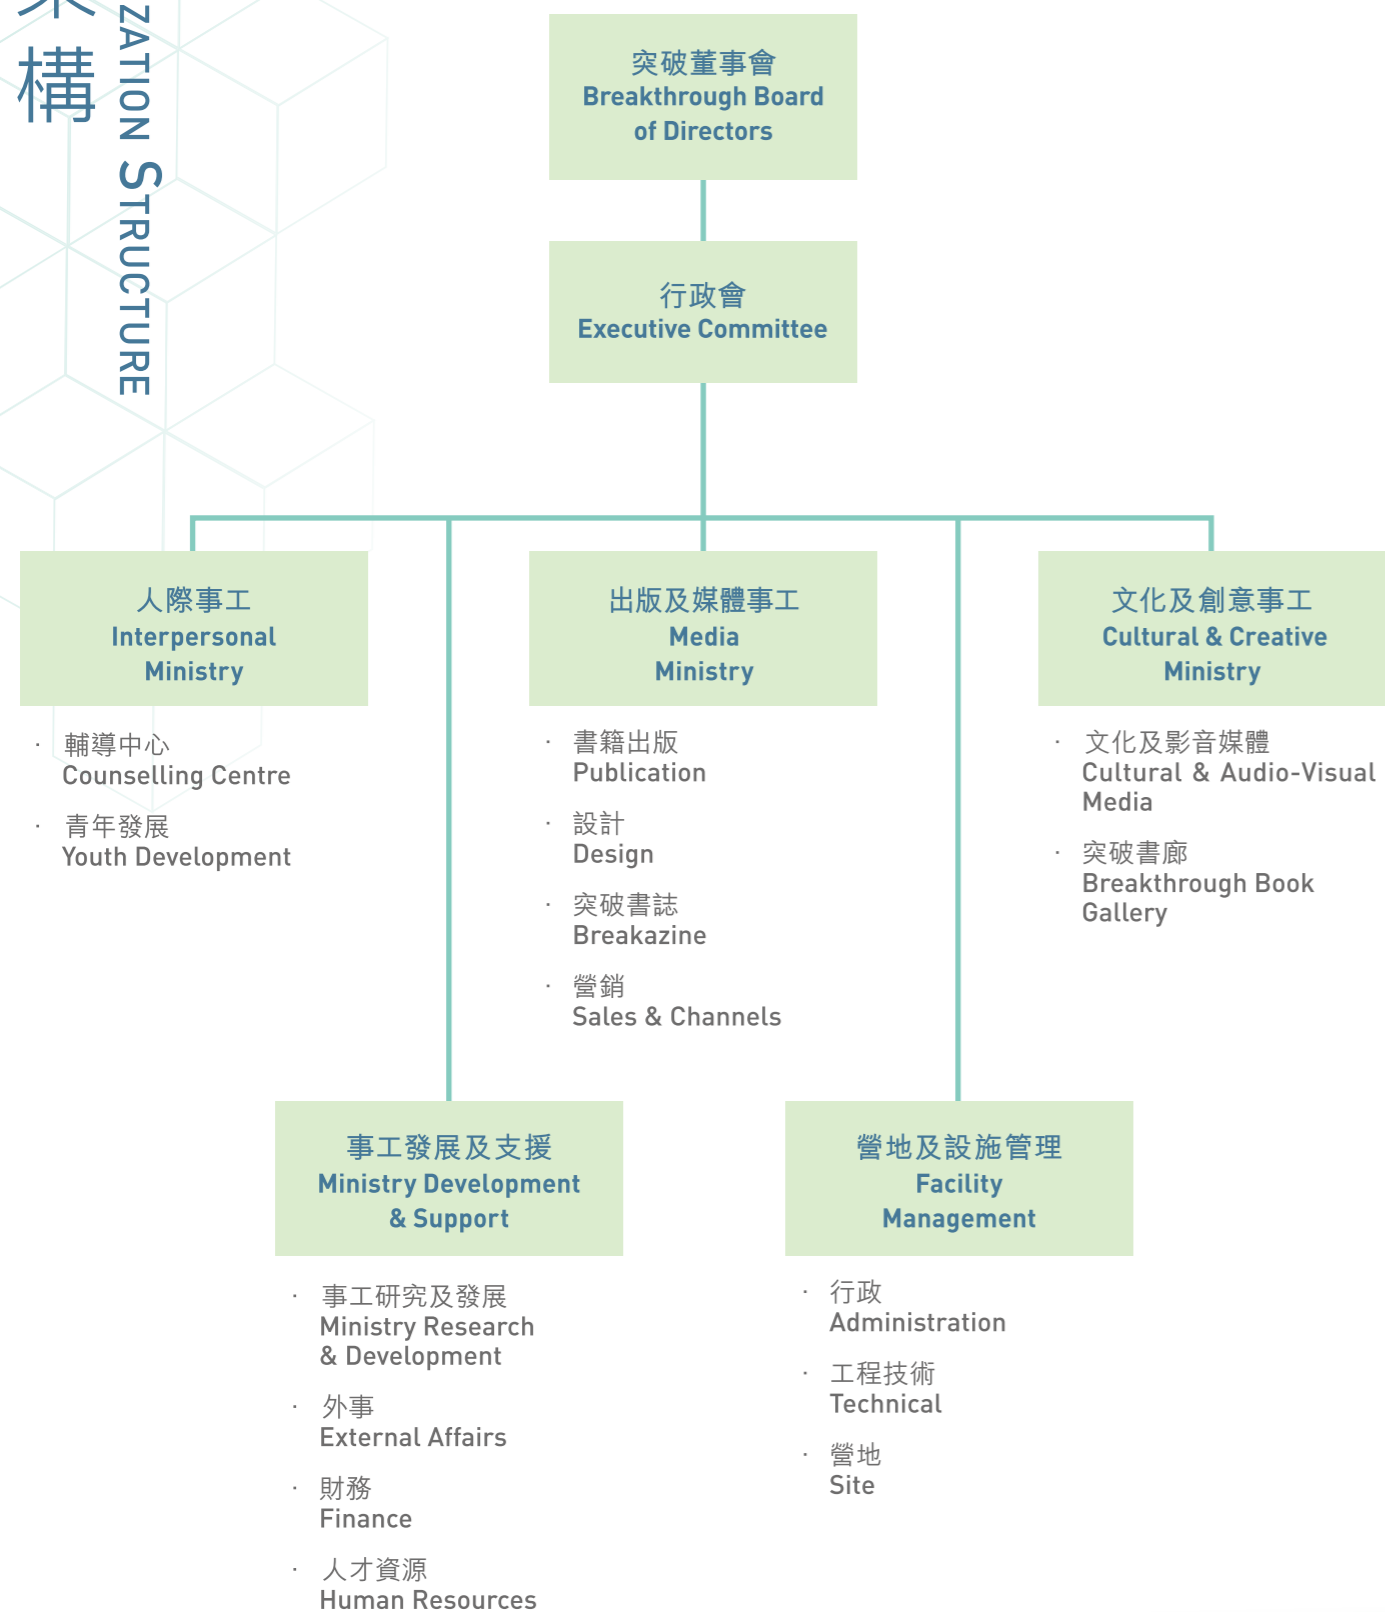 構
ZATION STRUCTURE
突破董事會
Breakthrough Board
of Directors
行政會
Executive Committee
人際事工
Interpersonal
Ministry
· 輔導中心
Counselling Centre
· 青年發展
Youth Development
出版及媒體事工
Media
Ministry
· 書籍出版
Publication
· 設計
Design
· 突破書誌
Breakazine
· 營銷
Sales & Channels
文化及創意事工
Cultural & Creative
Ministry
· 文化及影音媒體
Cultural & Audio-Visual
Media
· 突破書廊
Breakthrough Book
Gallery
事工發展及支援
Ministry Development
& Support
· 事工研究及發展
Ministry Research
& Development
· 外事
External Affairs
· 財務
Finance
· 人才資源
Human Resources
營地及設施管理
Facility
Management
· 行政
Administration
· 工程技術
Technical
· 營地
Site